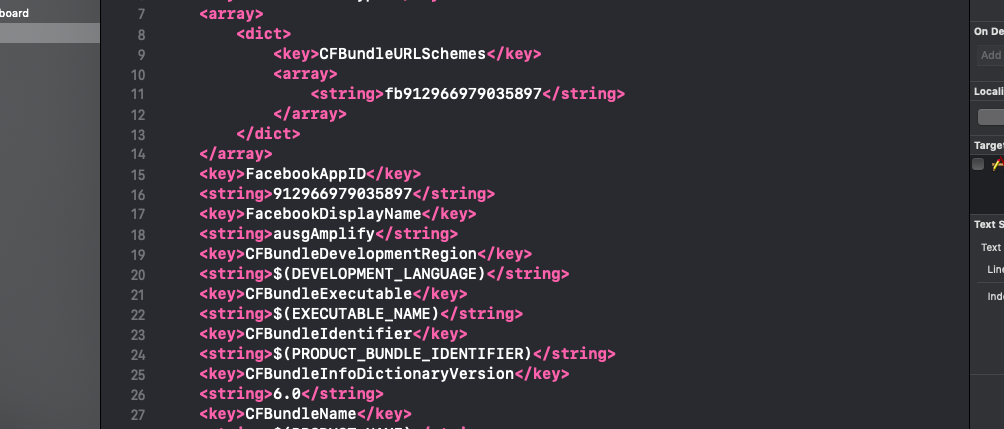 board
7 <array>
8 <dict>
9 <key>CFBundleURLSchemes</key>
10 <array>
11 <string>fb912966979035897</string>
12 </array>
13 </dict>
14 </array>
15 <key>FacebookAppID</key>
16 <string>912966979035897</string>
17 <key>FacebookDisplayName</key>
18 <string>ausgAmplify</string>
19 <key>CFBundleDevelopmentRegion</key>
20 <string>$(DEVELOPMENT_LANGUAGE)</string>
21 <key>CFBundleExecutable</key>
22 <string>$(EXECUTABLE_NAME)</string>
23 <key>CFBundleIdentifier</key>
24 <string>$(PRODUCT_BUNDLE_IDENTIFIER)</string>
25 <key>CFBundleInfoDictionaryVersion</key>
26 <string>6.0</string>
27 <key>CFBundleName</key>
On De
Add
Locali
Targe
Text S
Text
Line
Inde